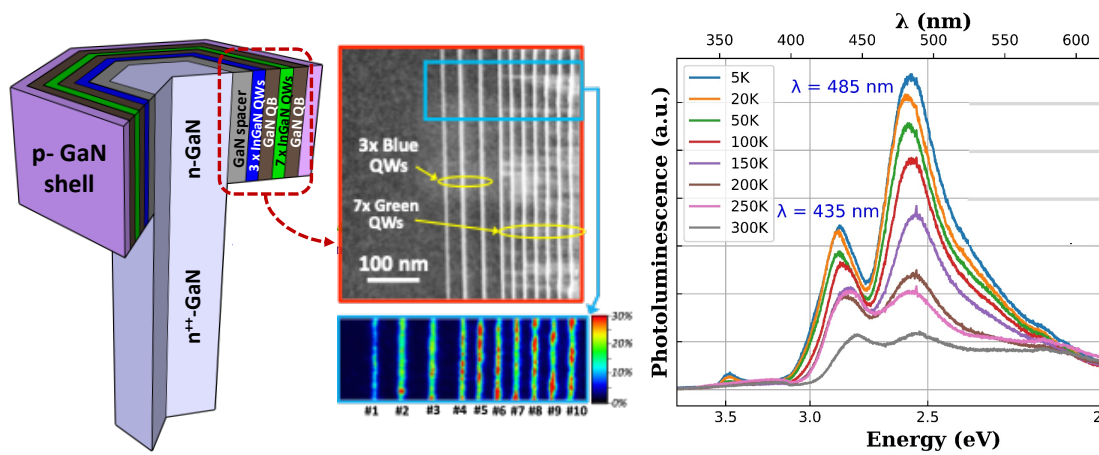 p- GaN
shell
n-GaN
n++-GaN
GaN spacer
3 x InGaN QWs
GaN QB
7 x InGaN QWs
GaN QB
3x Blue
QWs
7x Green
QWs
100 nm
30%
20%
10%
0%
#1 #2 #3 #4 #5 #6 #7 #8 #9 #10
λ (nm)
350 400 450 500 550 600
5K
20K
50K
100K
150K
200K
250K
300K
λ = 485 nm
λ = 435 nm
Photoluminescence (a.u.)
3.5 3.0 2.5 2
Energy (eV)